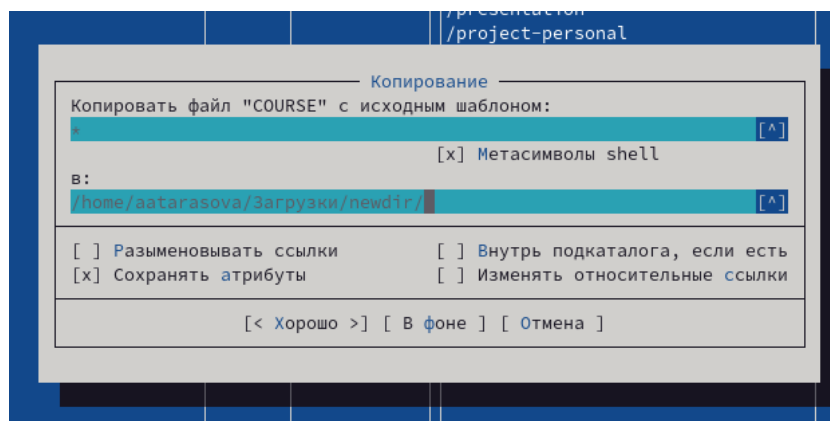 /presentation
/project-personal
Копирование
Копировать файл "COURSE" с исходным шаблоном:
* [^]
[x] Метасимволы shell
в:
/home/aatarasova/Загрузки/newdir/ [^]
[ ] Разыменовывать ссылки [ ] Внутрь подкаталога, если есть
[x] Сохранять атрибуты [ ] Изменять относительные ссылки
[< Хорошо >] [ В фоне ] [ Отмена ]